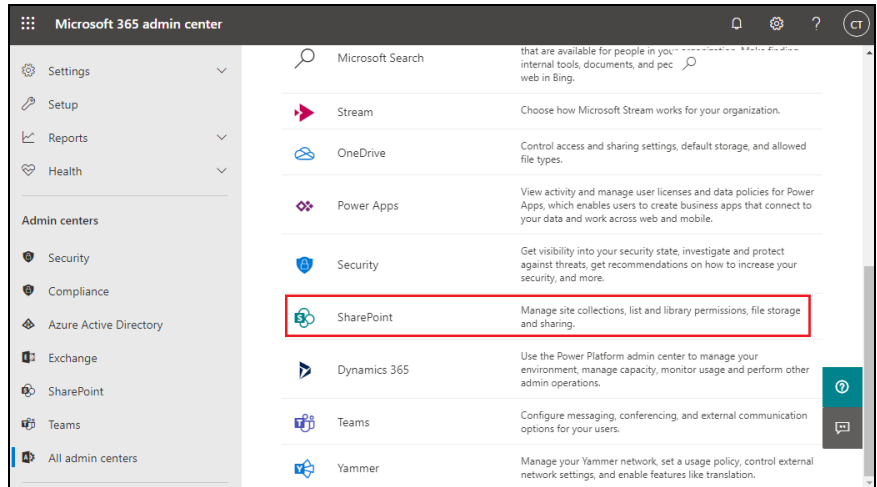 Microsoft 365 admin center
CT
Settings
Setup
Reports
Health
Admin centers
Security
Compliance
Azure Active Directory
Exchange
SharePoint
Teams
All admin centers
Microsoft Search
that are available for people in your
internal tools, documents, and pec
web in Bing.
Stream
Choose how Microsoft Stream works for your organization.
OneDrive
Control access and sharing settings, default storage, and allowed
file types.
Power Apps
View activity and manage user licenses and data policies for Power
Apps, which enables users to create business apps that connect to
your data and work across web and mobile.
Security
Get visibility into your security state, investigate and protect
against threats, get recommendations on how to increase your
security, and more.
SharePoint
Manage site collections, list and library permissions, file storage
and sharing.
Dynamics 365
Use the Power Platform admin center to manage your
environment, manage capacity, monitor usage and perform other
admin operations.
Teams
Configure messaging, conferencing, and external communication
options for your users.
Yammer
Manage your Yammer network, set a usage policy, control external
network settings, and enable features like translation.